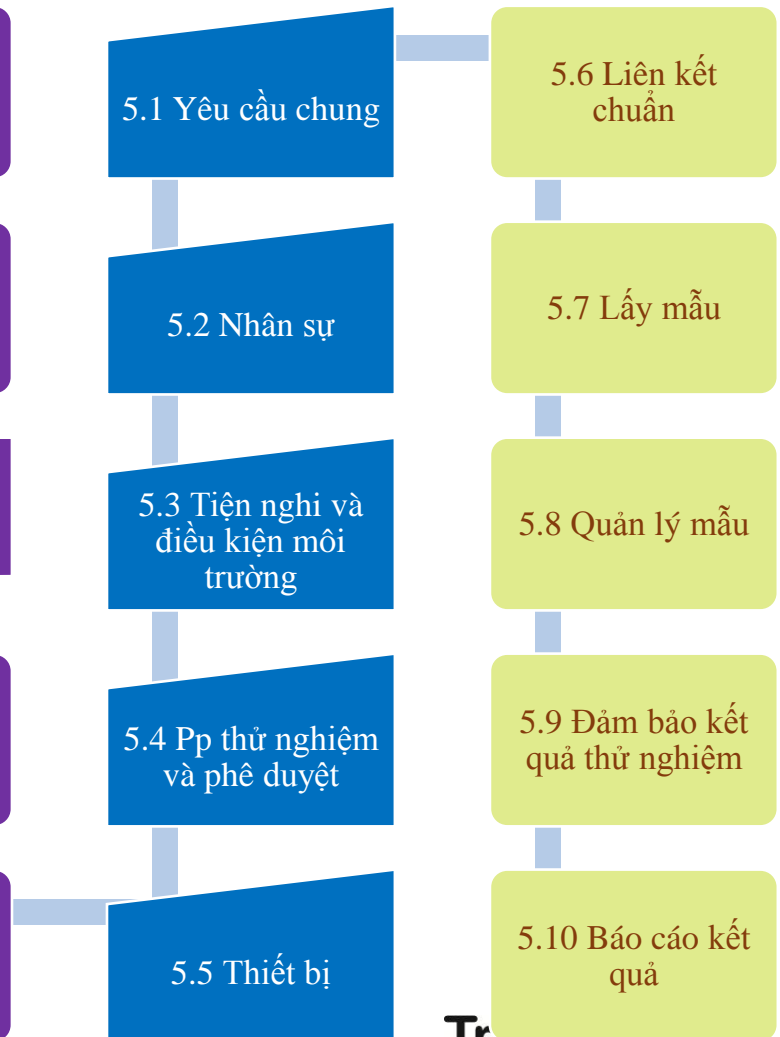 5.1 Yêu cầu chung
5.2 Nhân sự
5.3 Tiện nghi và
điều kiện môi
trường
5.4 Pp thử nghiệm
và phê duyệt
5.5 Thiết bị
5.6 Liên kết
chuẩn
5.7 Lấy mẫu
5.8 Quản lý mẫu
5.9 Đảm bảo kết
quả thử nghiệm
5.10 Báo cáo kết
quả